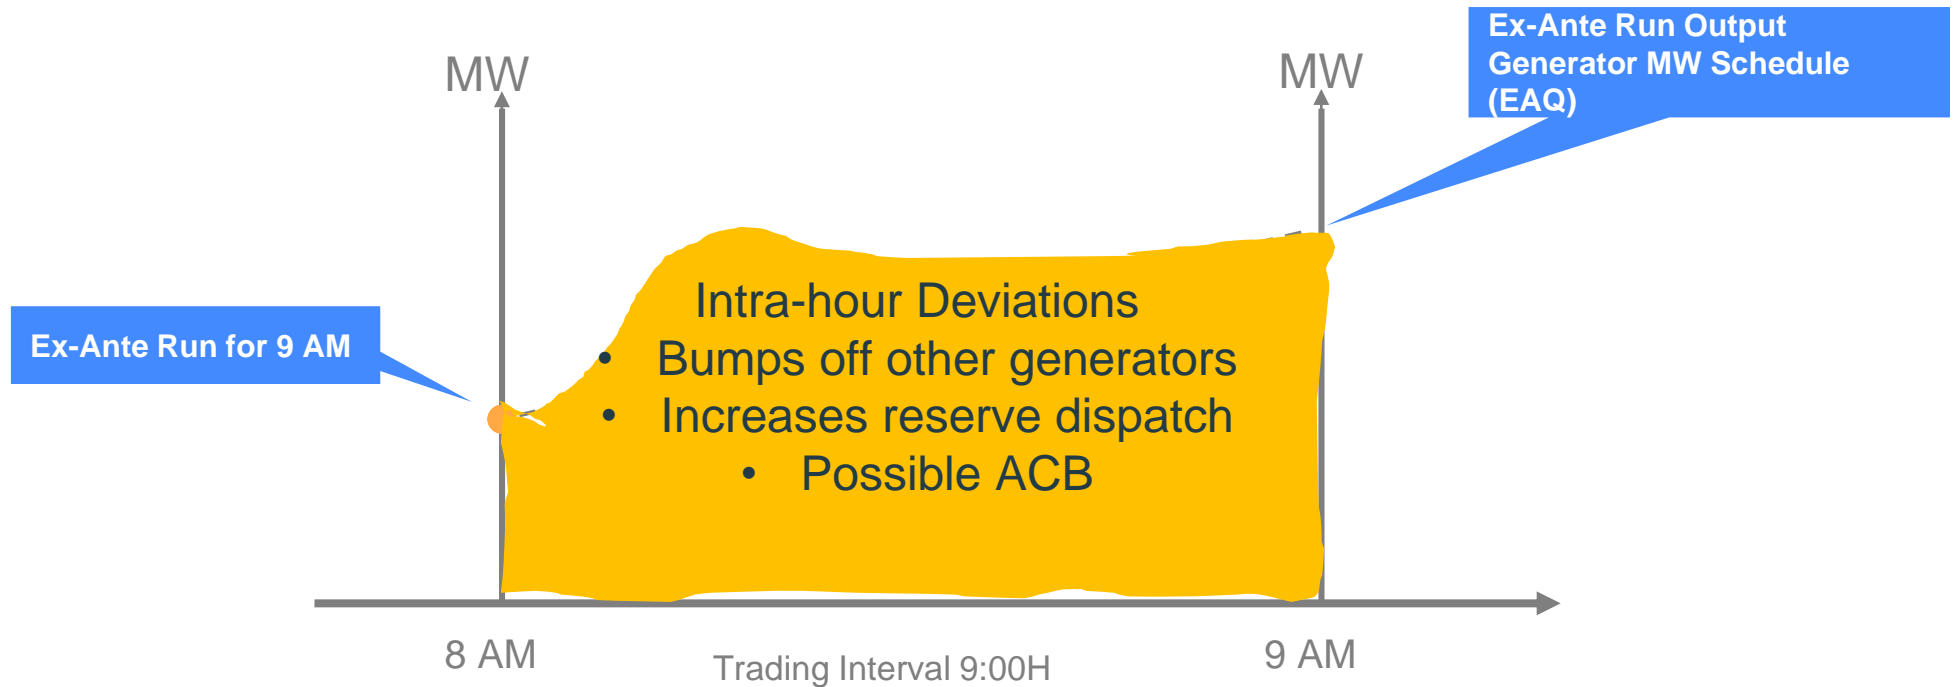 Ex-Ante Run Output
Generator MW Schedule
(EAQ)
MW
MW
Intra-hour Deviations
• Bumps off other generators
• Increases reserve dispatch
• Possible ACB
Ex-Ante Run for 9 AM
8 AM
9 AM
Trading Interval 9:00H